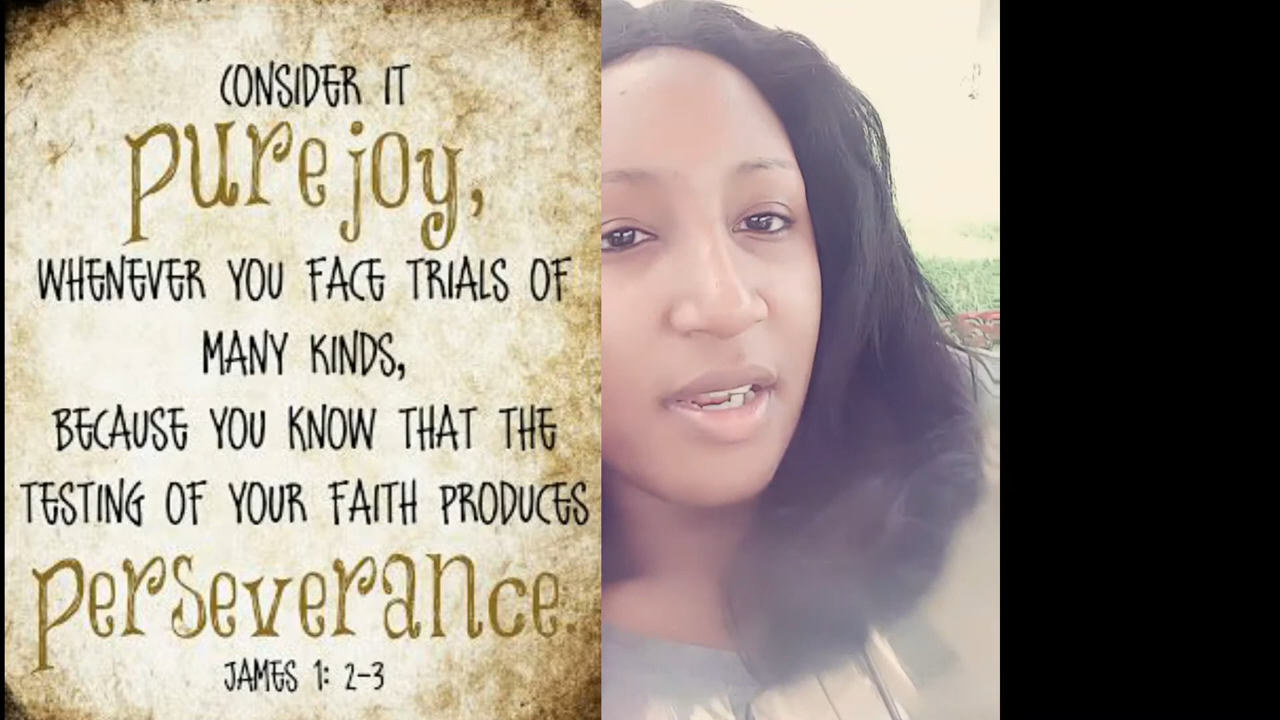 CONSIDER IT
pure joy,
WHENEVER YOU FACE TRIALS OF
MANY KINDS,
BECAUSE YOU KNOW THAT THE
TESTING OF YOUR FAITH PRODUCES
perseverance.
JAMES 1: 2-3